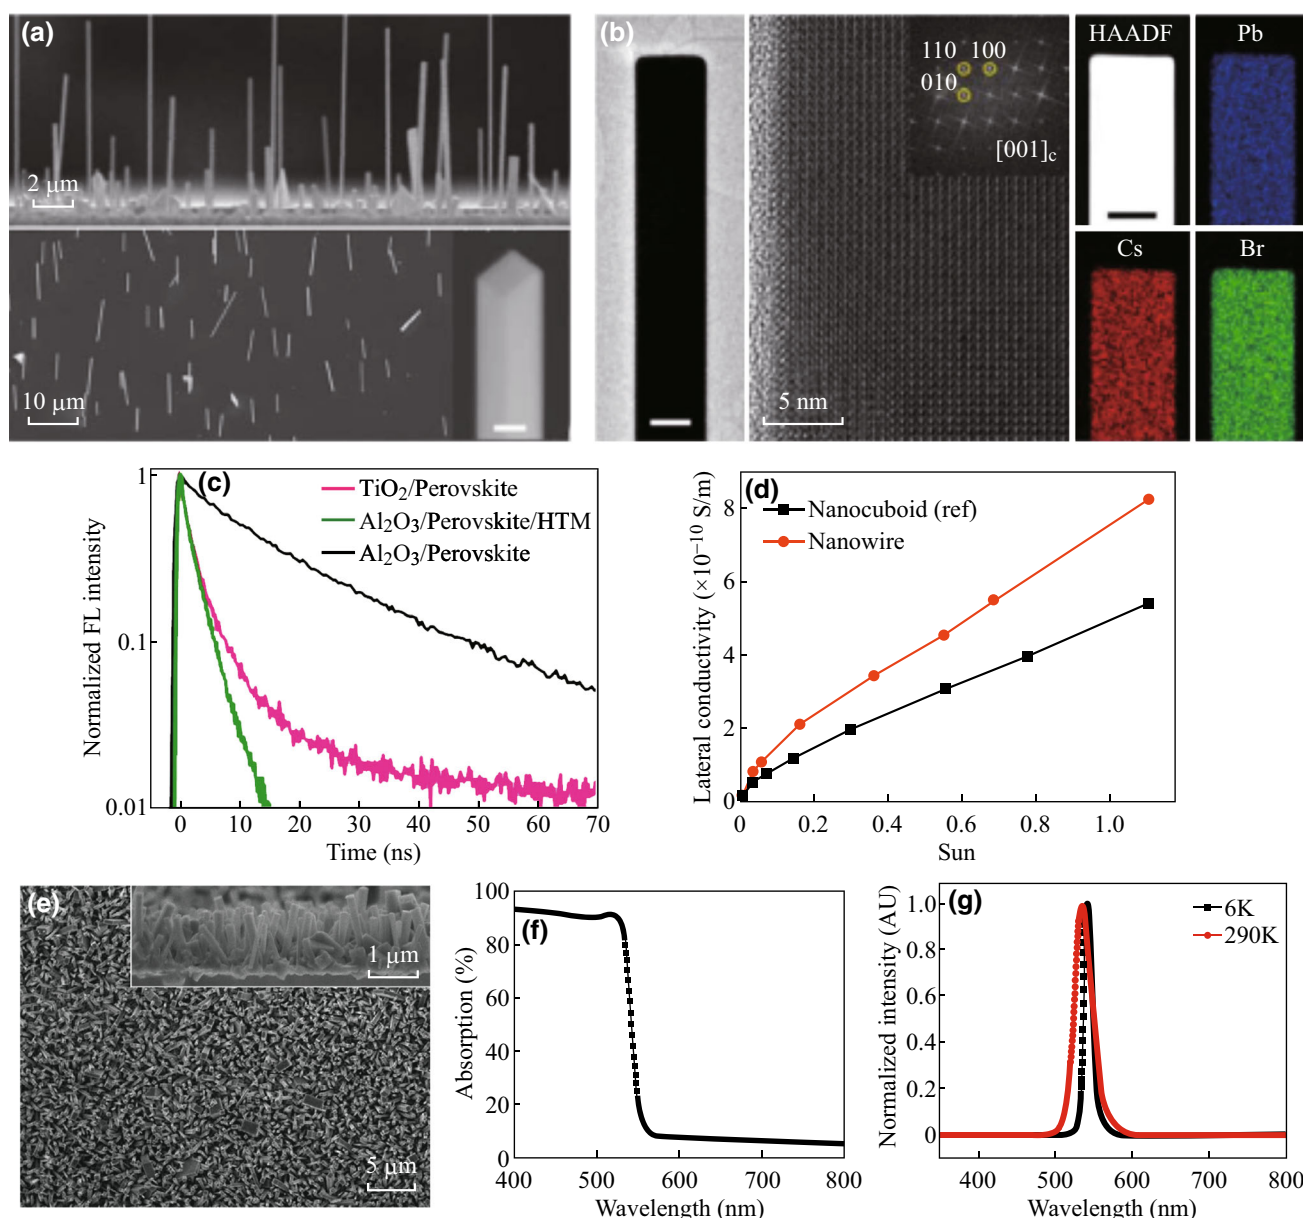 (a)
2 μm
10 μm
(b)
110 100
010
[001]c
5 nm
HAADF
Pb
Cs
Br
(c)
TiO2/Perovskite
Al2O3/Perovskite/HTM
Al2O3/Perovskite
Normalized FL intensity
1
0.1
0.01
0 10 20 30 40 50 60 70
Time (ns)
(d)
Nanocuboid (ref)
Nanowire
Lateral conductivity (×10−10 S/m)
8
6
4
2
0
0 0.2 0.4 0.6 0.8 1.0
Sun
(e)
1 μm
5 μm
(f)
Absorption (%)
100
80
60
40
20
0
400 500 600 700 800
Wavelength (nm)
(g)
6K
290K
Normalized intensity (AU)
1.0
0.8
0.6
0.4
0.2
0
400 500 600 700 800
Wavelength (nm)